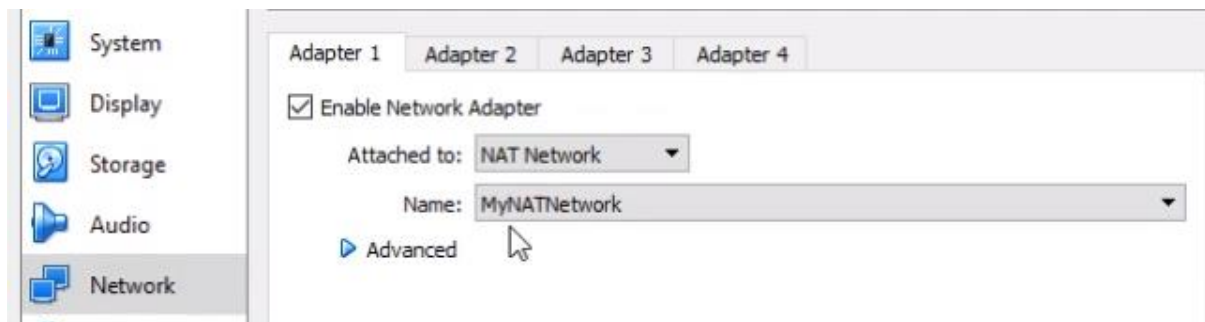 System
Display
Storage
Audio
Network
Adapter 1 Adapter 2 Adapter 3 Adapter 4
Enable Network Adapter
Attached to: NAT Network
Name: MyNATNetwork
Advanced